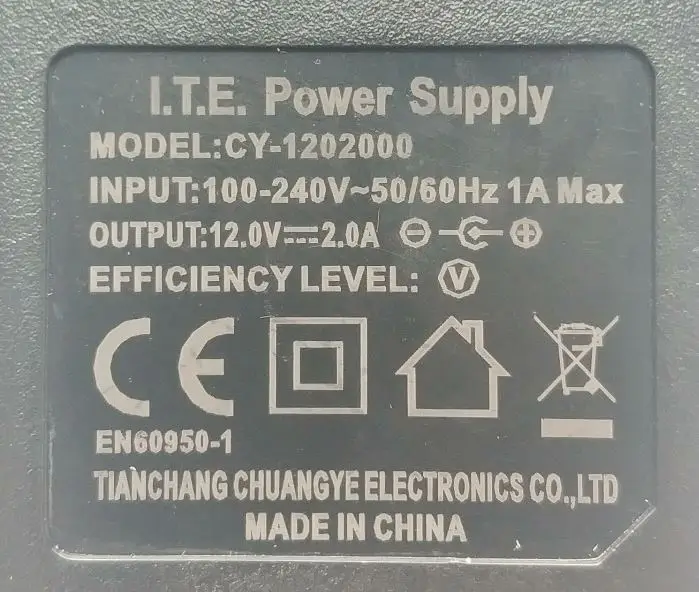 I.T.E. Power Supply
MODEL:CY-1202000
INPUT:100-240V~50/60Hz 1A Max
OUTPUT:12.0V⎓2.0A
EFFICIENCY LEVEL: V
CE
EN60950-1
TIANCHANG CHUANGYE ELECTRONICS CO.,LTD
MADE IN CHINA